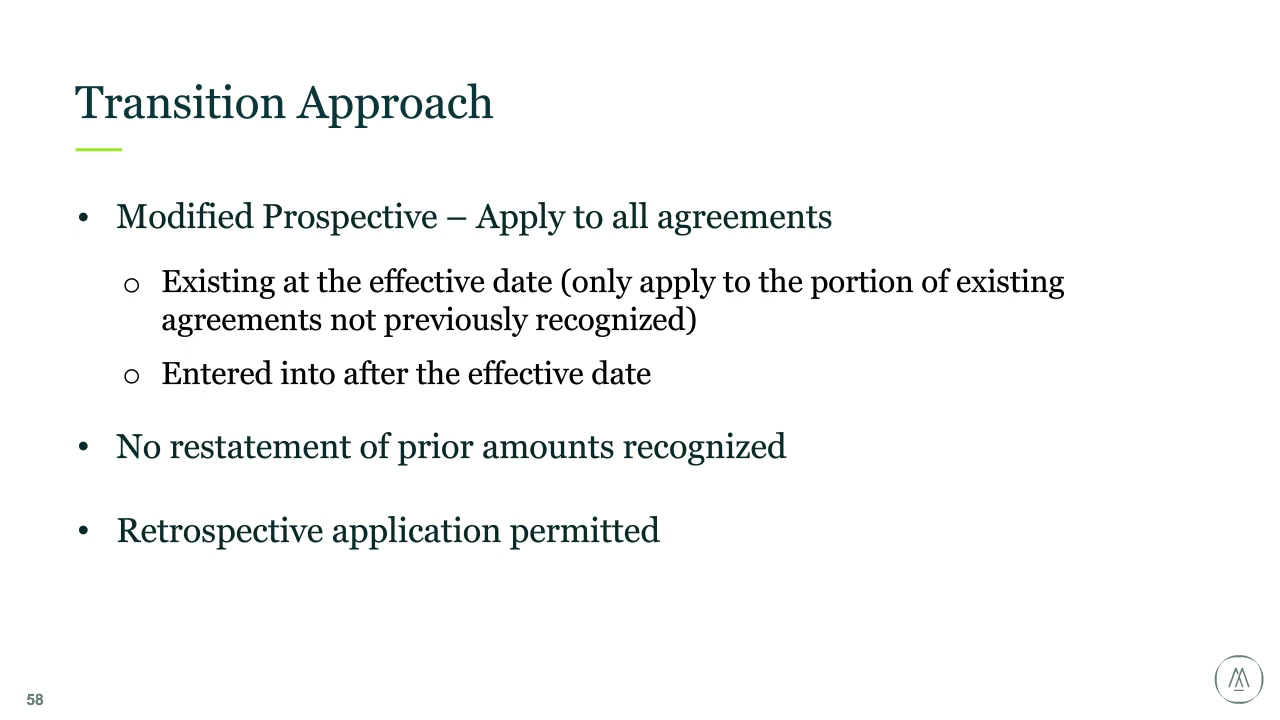 Transition Approach
• Modified Prospective – Apply to all agreements
o Existing at the effective date (only apply to the portion of existing
agreements not previously recognized)
o Entered into after the effective date
• No restatement of prior amounts recognized
• Retrospective application permitted
58